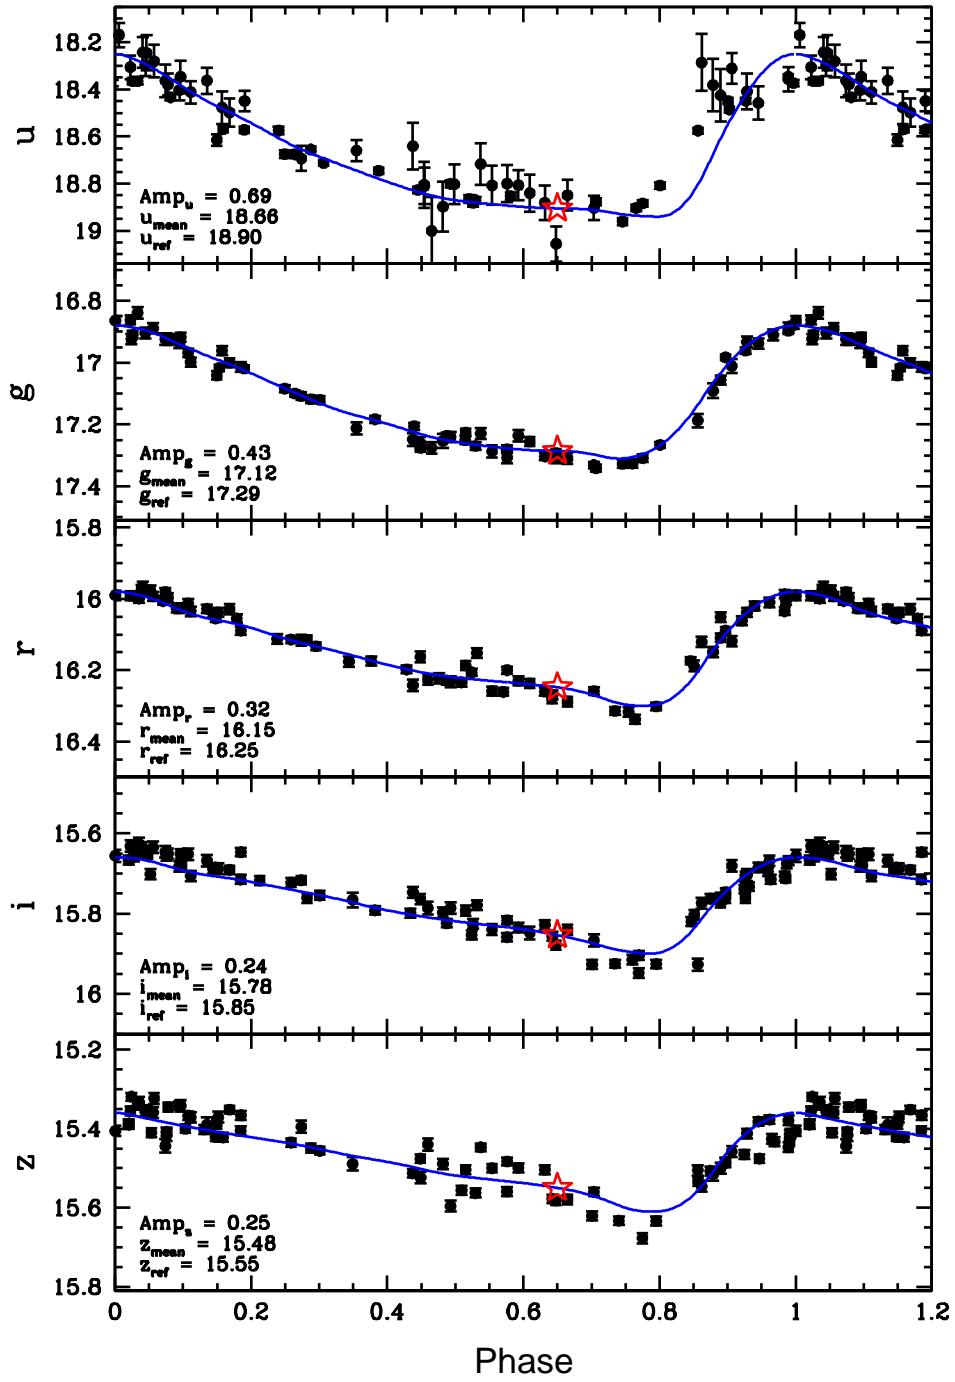 18.2
18.4
18.6
18.8
19
u
Amp_u = 0.69
u_mean = 18.66
u_ref = 18.90
16.8
17
17.2
17.4
g
Amp_g = 0.43
g_mean = 17.12
g_ref = 17.29
15.8
16
16.2
16.4
r
Amp_r = 0.32
r_mean = 16.15
r_ref = 16.25
15.6
15.8
16
i
Amp_i = 0.24
i_mean = 15.78
i_ref = 15.85
15.2
15.4
15.6
15.8
z
Amp_z = 0.25
z_mean = 15.48
z_ref = 15.55
0 0.2 0.4 0.6 0.8 1 1.2
Phase